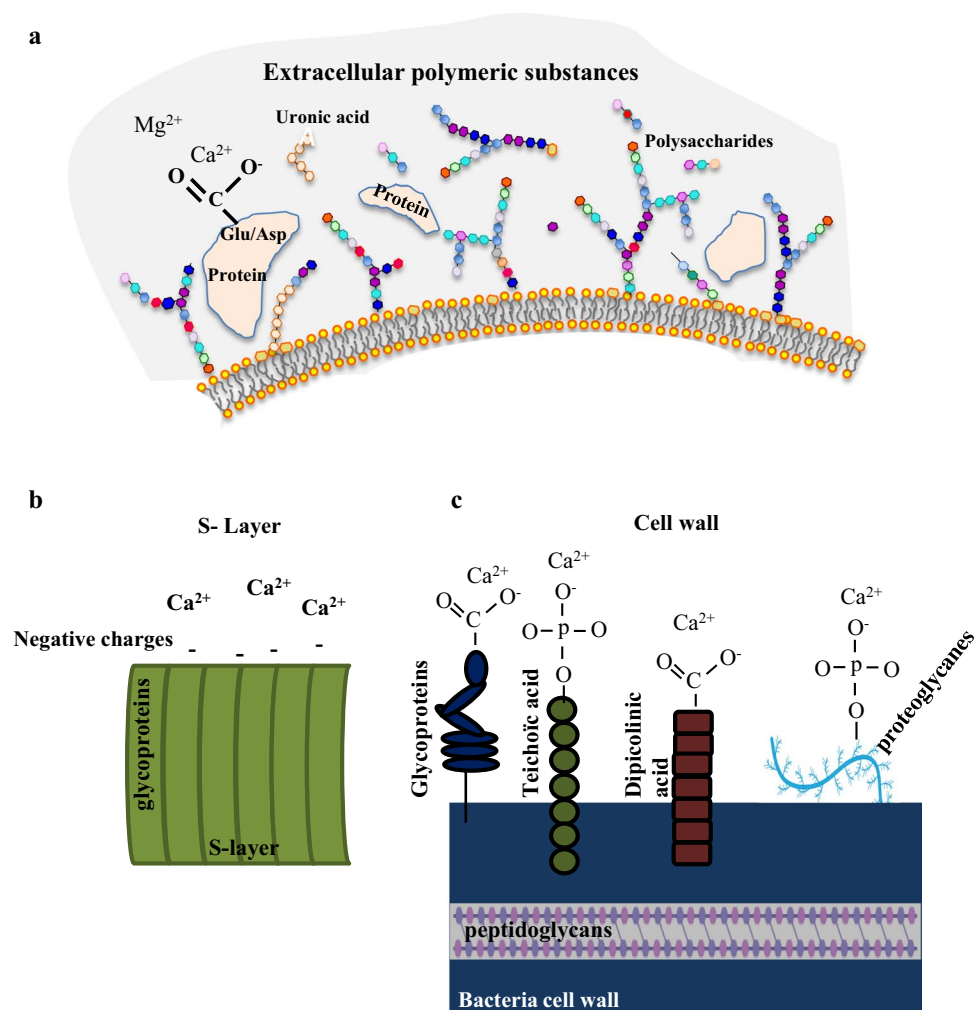 a
Extracellular polymeric substances
Mg²⁺
Uronic acid
A
Ca²⁺
Polysaccharides
O
O⁻
C
Protein
Glu/Asp
Protein
b
c
S- Layer
Cell wall
Ca²⁺
Ca²⁺
Ca²⁺
Negative charges
- - - -
glycoproteins
S-layer
Ca²⁺
O
O⁻
C
Glycoproteins
Ca²⁺
O⁻
O P O
O
Teichoïc acid
Ca²⁺
O
O⁻
C
Dipicolinic
acid
Ca²⁺
O⁻
O P O
O
proteoglycanes
peptidoglycans
Bacteria cell wall